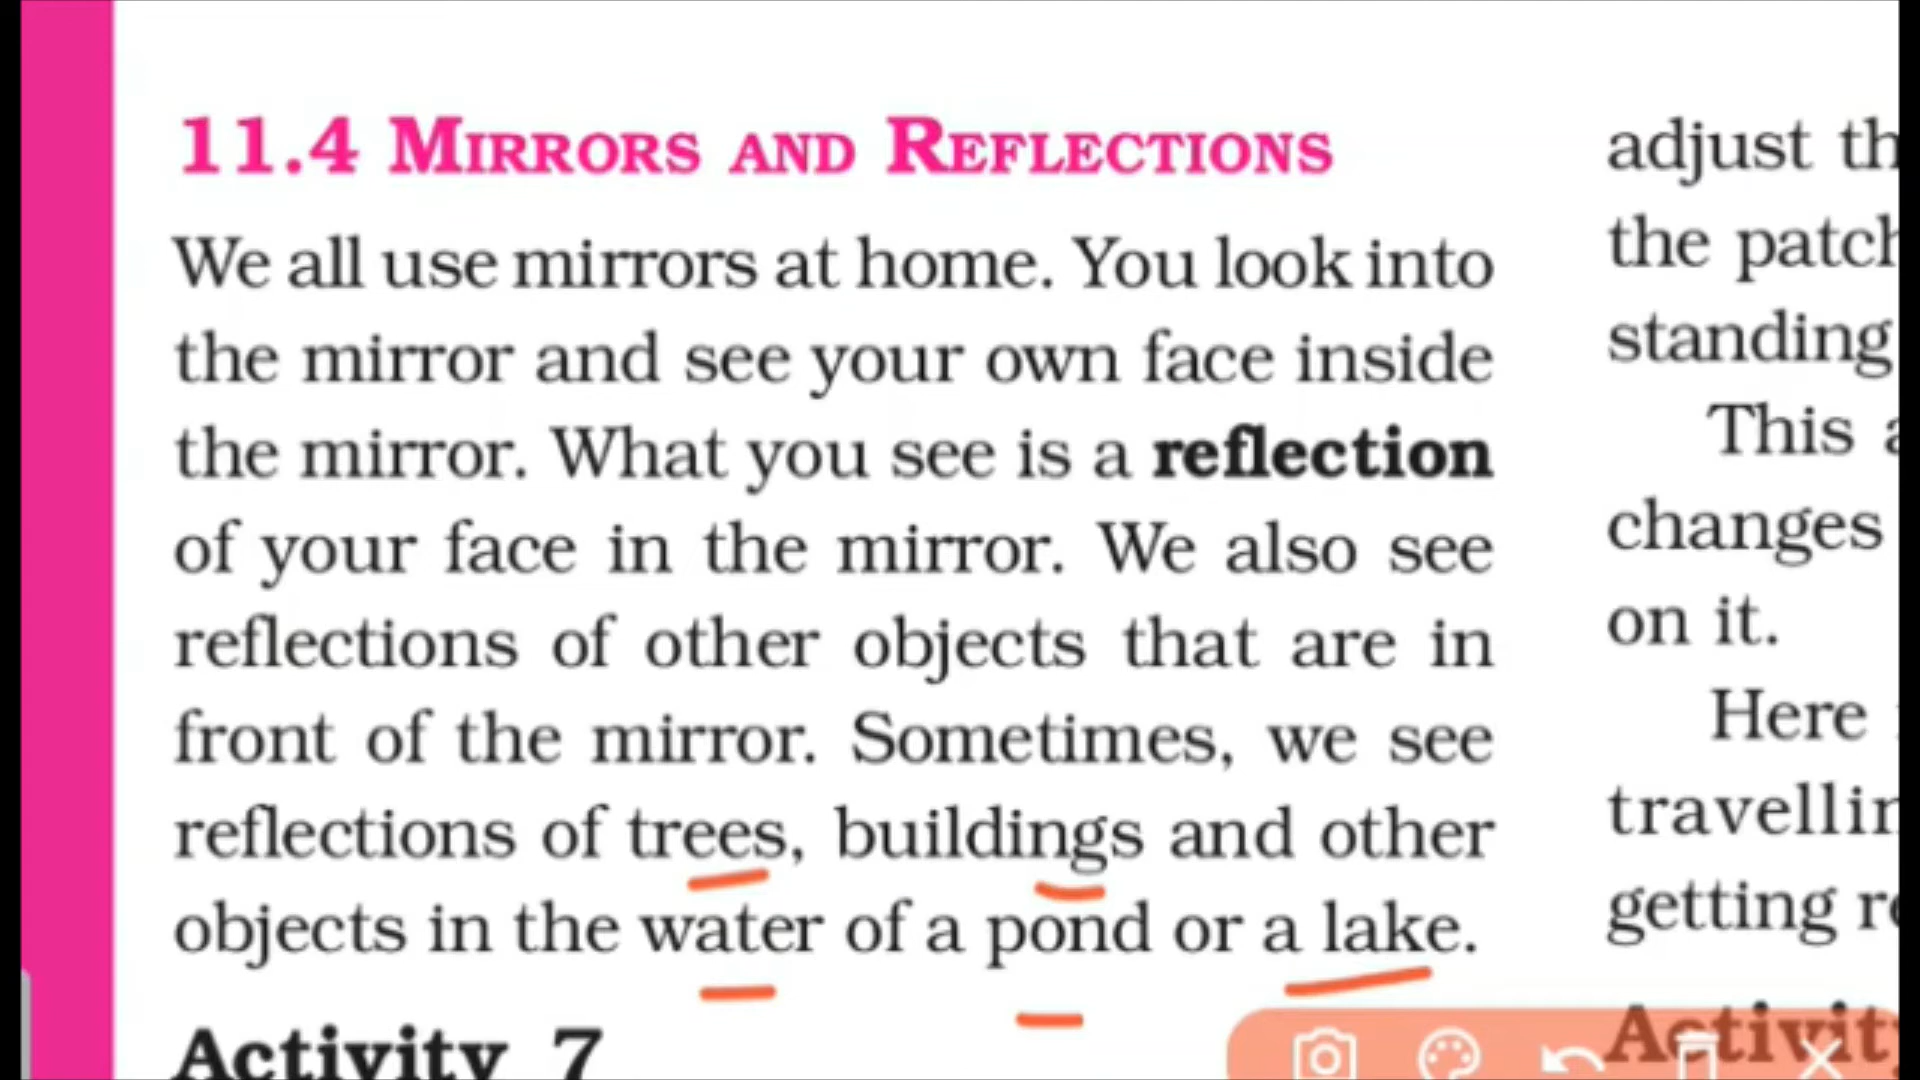 11.4 MIRRORS AND REFLECTIONS
We all use mirrors at home. You look into
the mirror and see your own face inside
the mirror. What you see is a reflection
of your face in the mirror. We also see
reflections of other objects that are in
front of the mirror. Sometimes, we see
reflections of trees, buildings and other
objects in the water of a pond or a lake.
Activity 7
adjust
the
standing
This
changes
on it.
Here
getting